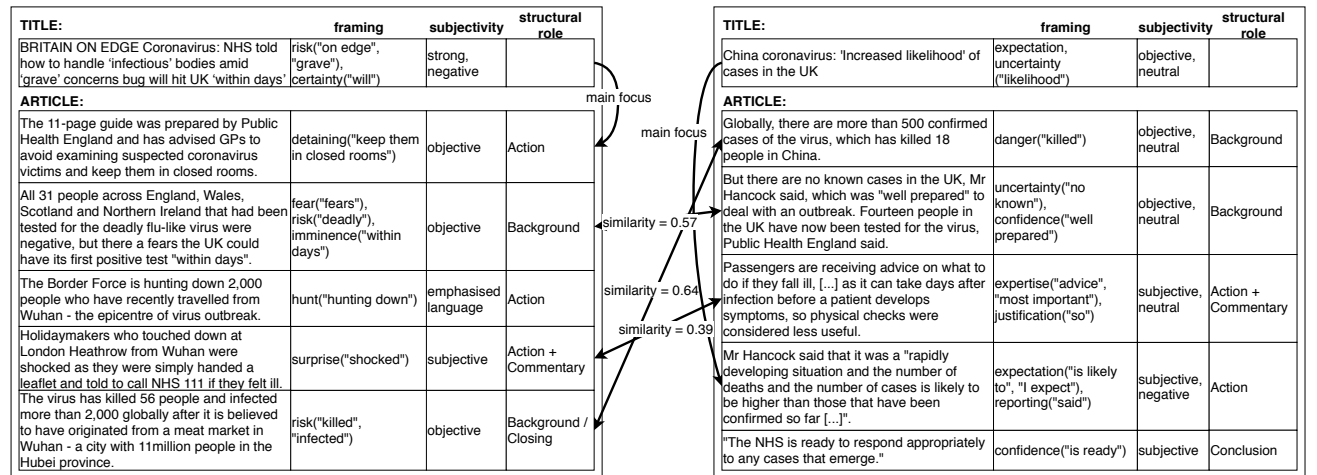 TITLE:
framing
subjectivity
structural
role
BRITAIN ON EDGE Coronavirus: NHS told
how to handle ‘infectious’ bodies amid
‘grave’ concerns bug will hit UK ‘within days’
risk("on edge",
"grave"),
certainty("will")
strong,
negative
ARTICLE:
The 11-page guide was prepared by Public
Health England and has advised GPs to
avoid examining suspected coronavirus
victims and keep them in closed rooms.
detaining("keep them
in closed rooms")
objective
Action
All 31 people across England, Wales,
Scotland and Northern Ireland that had been
tested for the deadly flu-like virus were
negative, but there a fears the UK could
have its first positive test "within days".
fear("fears"),
risk("deadly"),
imminence("within
days")
objective
Background
The Border Force is hunting down 2,000
people who have recently travelled from
Wuhan - the epicentre of virus outbreak.
hunt("hunting down")
emphasised
language
Action
Holidaymakers who touched down at
London Heathrow from Wuhan were
shocked as they were simply handed a
leaflet and told to call NHS 111 if they felt ill.
surprise("shocked")
subjective
Action +
Commentary
The virus has killed 56 people and infected
more than 2,000 globally after it is believed
to have originated from a meat market in
Wuhan - a city with 11million people in the
Hubei province.
risk("killed",
"infected")
objective
Background /
Closing
main focus
main focus
similarity = 0.57
similarity = 0.64
similarity = 0.39
TITLE:
framing
subjectivity
structural
role
China coronavirus: 'Increased likelihood' of
cases in the UK
expectation,
uncertainty
("likelihood")
objective,
neutral
ARTICLE:
Globally, there are more than 500 confirmed
cases of the virus, which has killed 18
people in China.
danger("killed")
objective,
neutral
Background
But there are no known cases in the UK, Mr
Hancock said, which was "well prepared" to
deal with an outbreak. Fourteen people in
the UK have now been tested for the virus,
Public Health England said.
uncertainty("no
known"),
confidence("well
prepared")
objective,
neutral
Background
Passengers are receiving advice on what to
do if they fall ill, [...] as it can take days after
infection before a patient develops
symptoms, so physical checks were
considered less useful.
expertise("advice",
"most important"),
justification("so")
subjective,
neutral
Action +
Commentary
Mr Hancock said that it was a "rapidly
developing situation and the number of
deaths and the number of cases is likely to
be higher than those that have been
confirmed so far [...]".
expectation("is likely
to", "I expect"),
reporting("said")
subjective,
negative
Action
"The NHS is ready to respond appropriately
to any cases that emerge."
confidence("is ready")
subjective
Conclusion